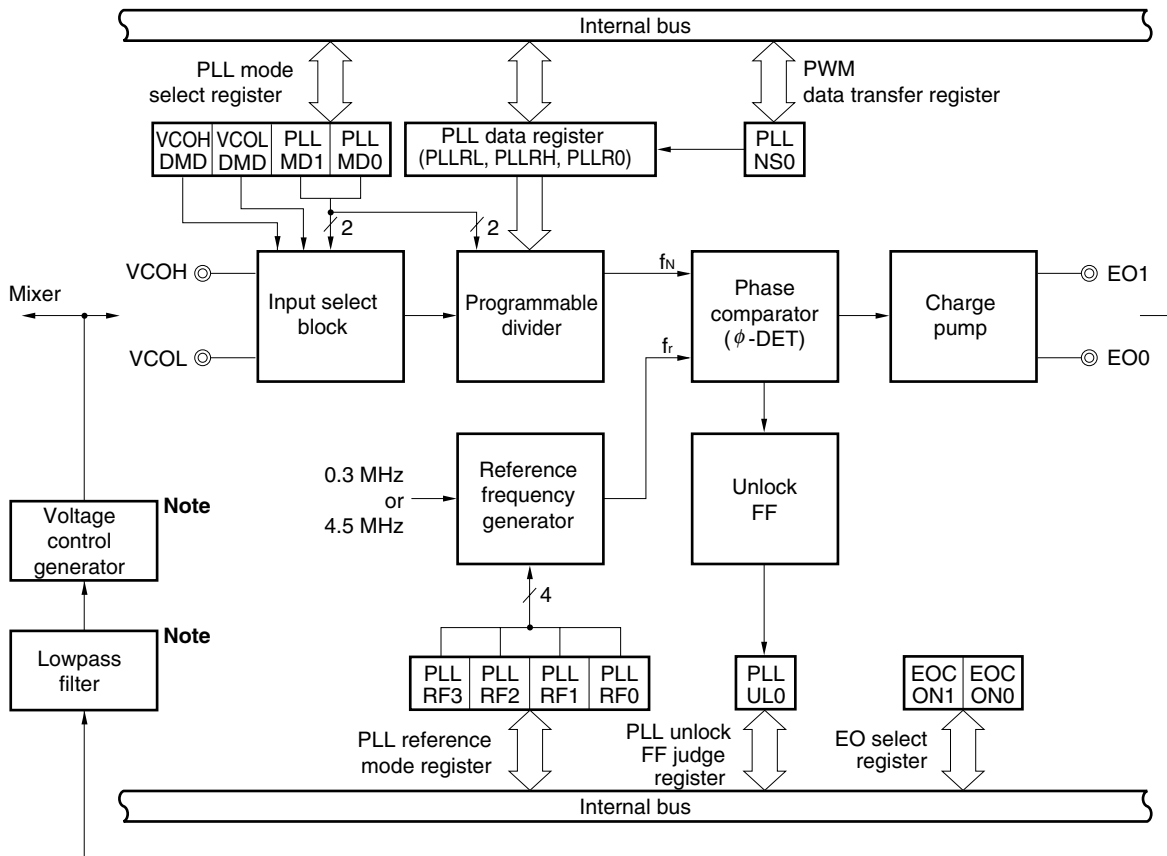 Internal bus
PLL mode
select register
PWM
data transfer register
VCOH
DMD
VCOL
DMD
PLL
MD1
PLL
MD0
PLL data register
(PLLRL, PLLRH, PLLR0)
PLL
NS0
2
2
VCOH
VCOL
Mixer
Input select
block
Programmable
divider
fN
fr
Phase
comparator
(ϕ-DET)
Charge
pump
EO1
EO0
0.3 MHz
or
4.5 MHz
Reference
frequency
generator
Unlock
FF
Voltage
control
generator
Note
4
Lowpass
filter
Note
PLL
RF3
PLL
RF2
PLL
RF1
PLL
RF0
PLL
UL0
EOC
ON1
EOC
ON0
PLL reference
mode register
PLL unlock
FF judge
register
EO select
register
Internal bus